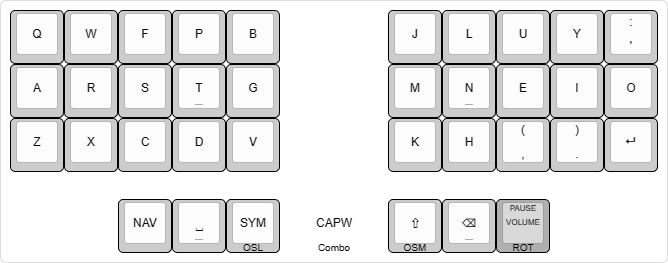 Q W F P B J L U Y :
'
A R S T G M N E I O
Z X C D V K H ( ) ↵
, .
NAV ⎵ SYM CAPW ⇧ ⌫ PAUSE
VOLUME
OSL Combo OSM ROT